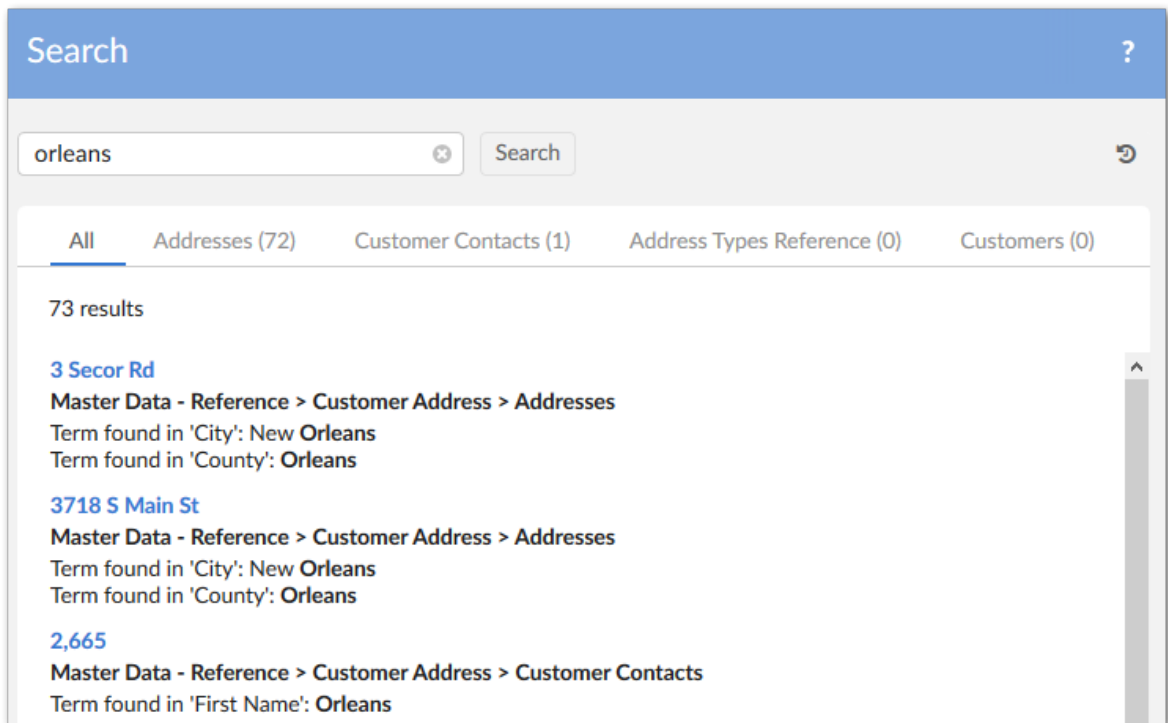 Search
?
orleans
Search
All Addresses (72) Customer Contacts (1) Address Types Reference (0) Customers (0)
73 results
3 Secor Rd
Master Data - Reference > Customer Address > Addresses
Term found in 'City': New Orleans
Term found in 'County': Orleans
3718 S Main St
Master Data - Reference > Customer Address > Addresses
Term found in 'City': New Orleans
Term found in 'County': Orleans
2,665
Master Data - Reference > Customer Address > Customer Contacts
Term found in 'First Name': Orleans